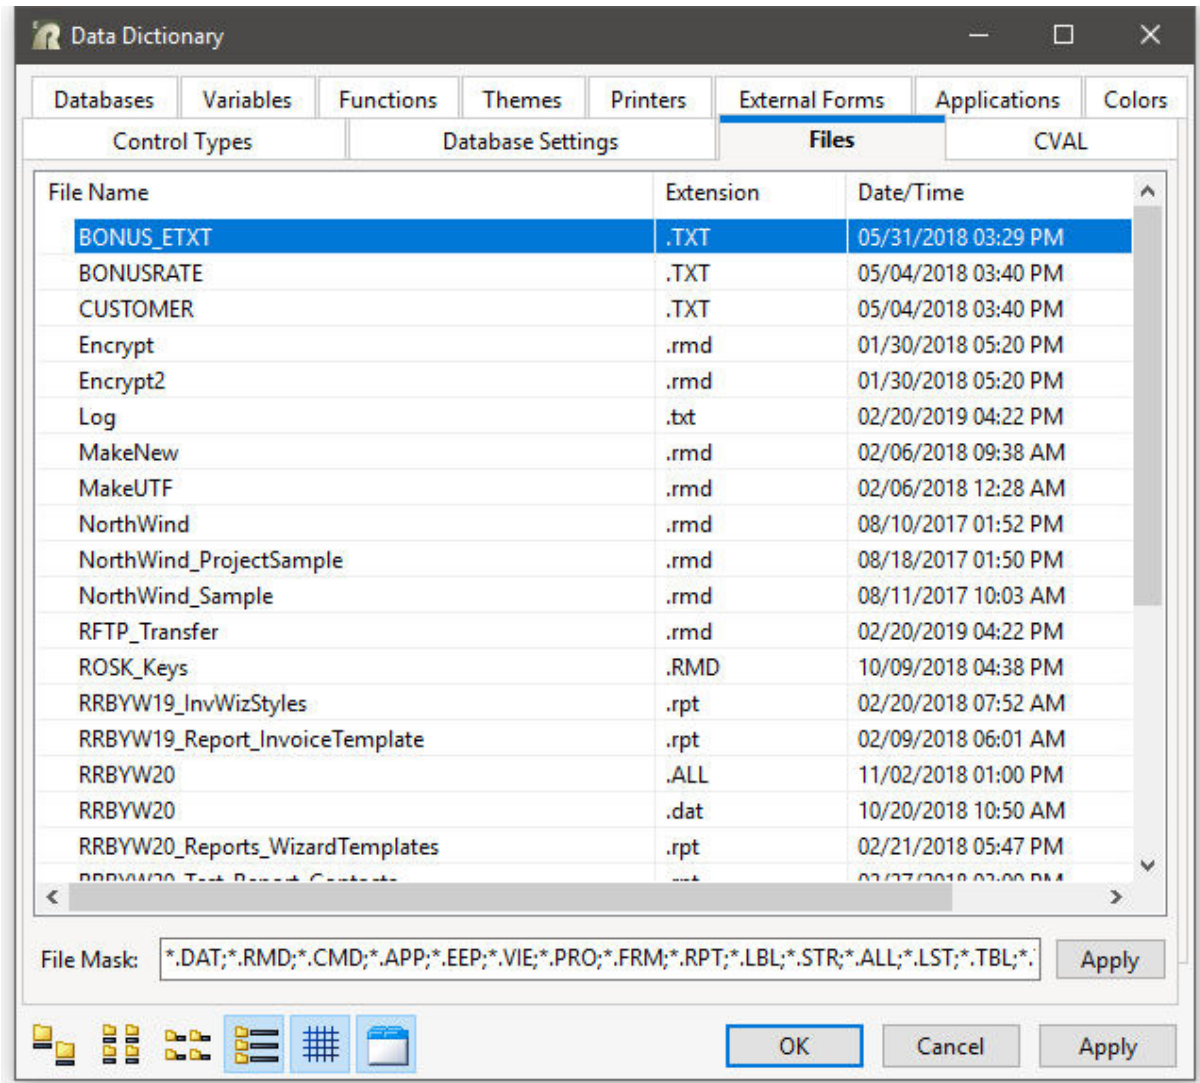 Data Dictionary
Databases Variables Functions Themes Printers External Forms Applications Colors
Control Types Database Settings Files CVAL
File Name Extension Date/Time
BONUS_ETXT .TXT 05/31/2018 03:29 PM
BONUSRATE .TXT 05/04/2018 03:40 PM
CUSTOMER .TXT 05/04/2018 03:40 PM
Encrypt .rmd 01/30/2018 05:20 PM
Encrypt2 .rmd 01/30/2018 05:20 PM
Log .txt 02/20/2019 04:22 PM
MakeNew .rmd 02/06/2018 09:38 AM
MakeUTF .rmd 02/06/2018 12:28 AM
NorthWind .rmd 08/10/2017 01:52 PM
NorthWind_ProjectSample .rmd 08/18/2017 01:50 PM
NorthWind_Sample .rmd 08/11/2017 10:03 AM
RFTP_Transfer .rmd 02/20/2019 04:22 PM
ROSK_Keys .RMD 10/09/2018 04:38 PM
RRBYW19_InvWizStyles .rpt 02/20/2018 07:52 AM
RRBYW19_Report_InvoiceTemplate .rpt 02/09/2018 06:01 AM
RRBYW20 .ALL 11/02/2018 01:00 PM
RRBYW20 .dat 10/20/2018 10:50 AM
RRBYW20_Reports_WizardTemplates .rpt 02/21/2018 05:47 PM
File Mask: *.DAT;*.RMD;*.CMD;*.APP;*.EEP;*.VIE;*.PRO;*.FRM;*.RPT;*.LBL;*.STR;*.ALL;*.LST;*.TBL;*. Apply
OK Cancel Apply